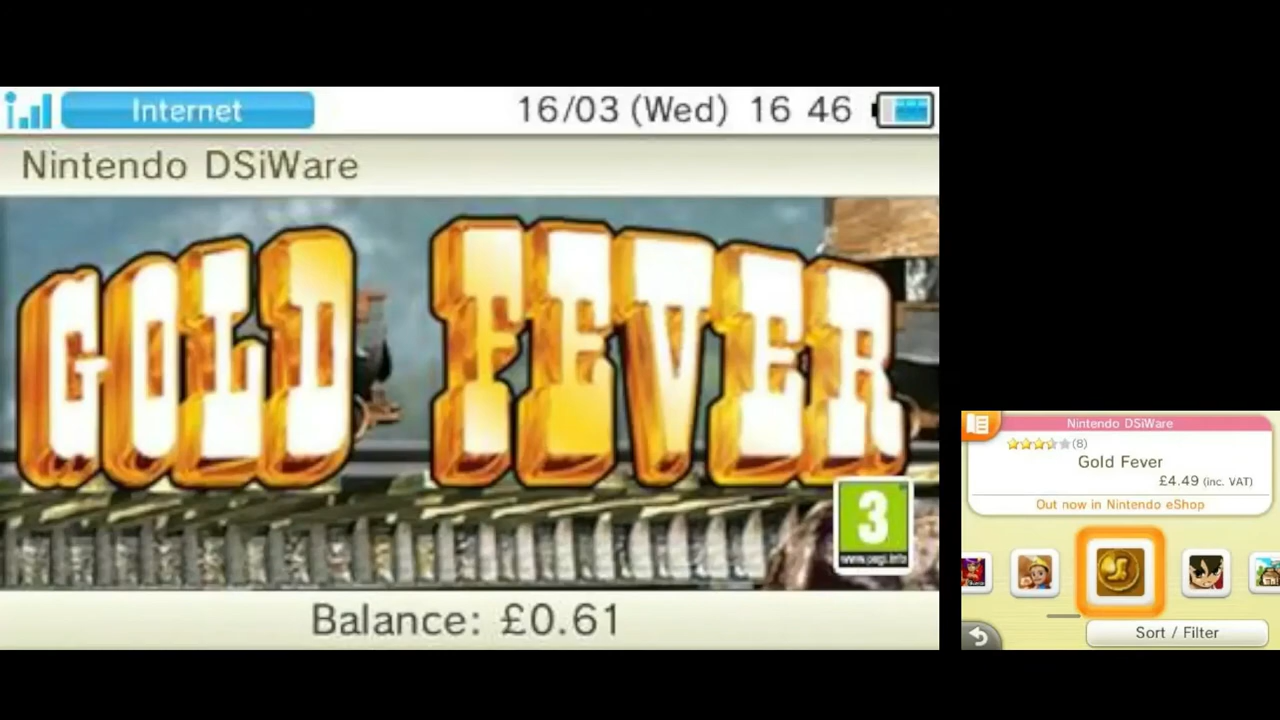 Internet
16/03 (Wed) 16 46
Nintendo DSiWare
GOLD FEVER
3
www.pegi.info
Balance: £0.61
Nintendo DSiWare
(8)
Gold Fever
£4.49 (inc. VAT)
Out now in Nintendo eShop
Sort / Filter